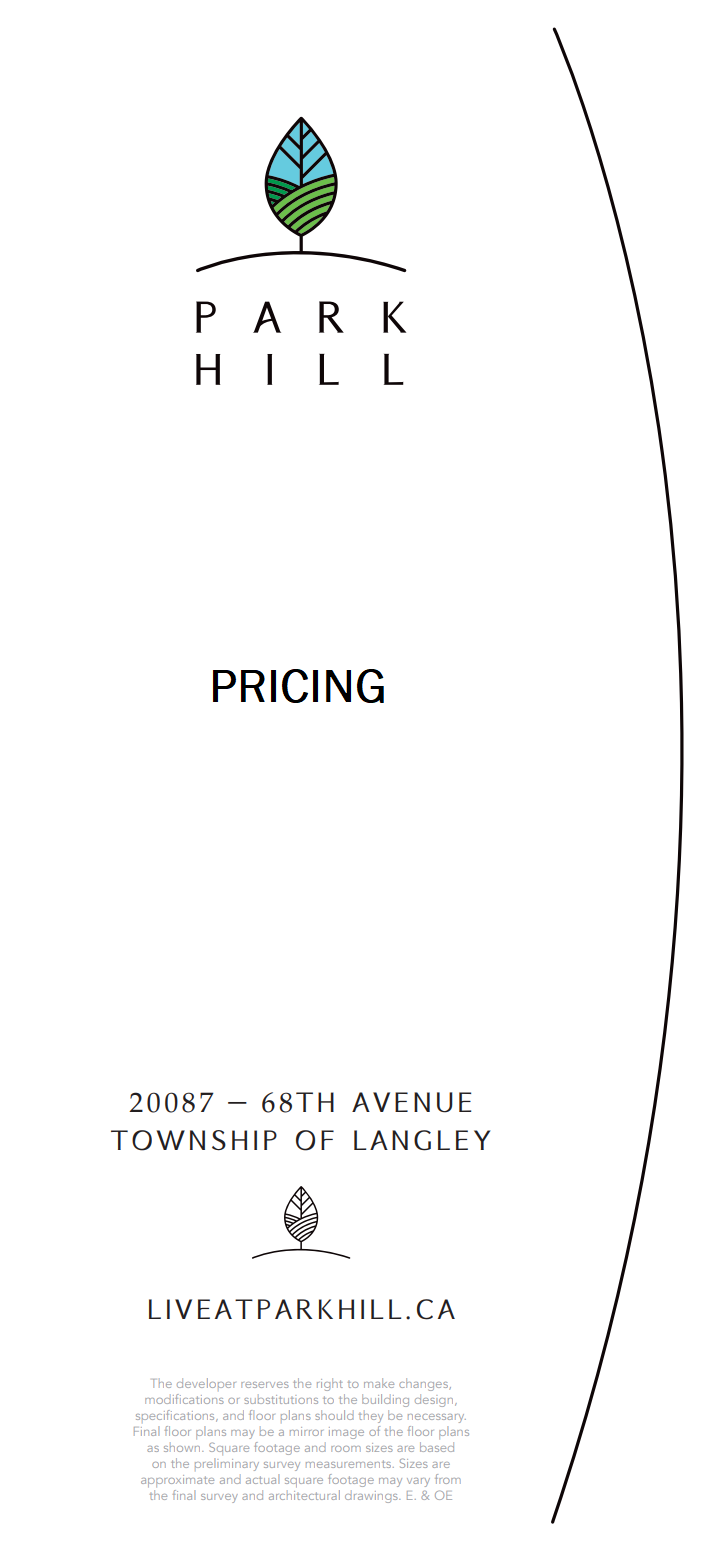 PARK
HILL
PRICING
20087 – 68TH AVENUE
TOWNSHIP OF LANGLEY
LIVEATPARKHILL.CA
The developer reserves the right to make changes,
modifications or substitutions to the building design,
specifications, and floor plans should they be necessary.
Final floor plans may be a mirror image of the floor plans
as shown. Square footage and room sizes are based
on the preliminary survey measurements. Sizes are
approximate and actual square footage may vary from
the final survey and architectural drawings. E. & OE